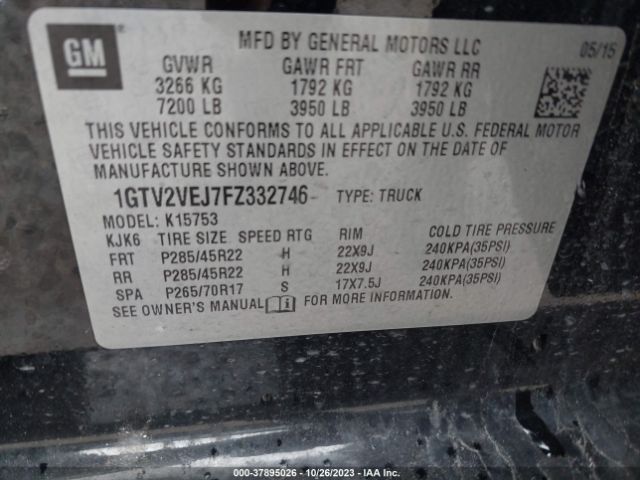 GM
MFD BY GENERAL MOTORS LLC 05/15
GVWR GAWR FRT GAWR RR
3266 KG 1792 KG 1792 KG
7200 LB 3950 LB 3950 LB
THIS VEHICLE CONFORMS TO ALL APPLICABLE U.S. FEDERAL MOTOR
VEHICLE SAFETY STANDARDS IN EFFECT ON THE DATE OF
MANUFACTURE SHOWN ABOVE.
1GTV2VEJ7FZ332746 TYPE: TRUCK
MODEL: K15753
KJK6 TIRE SIZE SPEED RTG RIM COLD TIRE PRESSURE
FRT P285/45R22 H 22X9J 240KPA(35PSI)
RR P285/45R22 H 22X9J 240KPA(35PSI)
SPA P265/70R17 S 17X7.5J 240KPA(35PSI)
SEE OWNER'S MANUAL i FOR MORE INFORMATION.
000-37895026 - 10/26/2023 - IAA